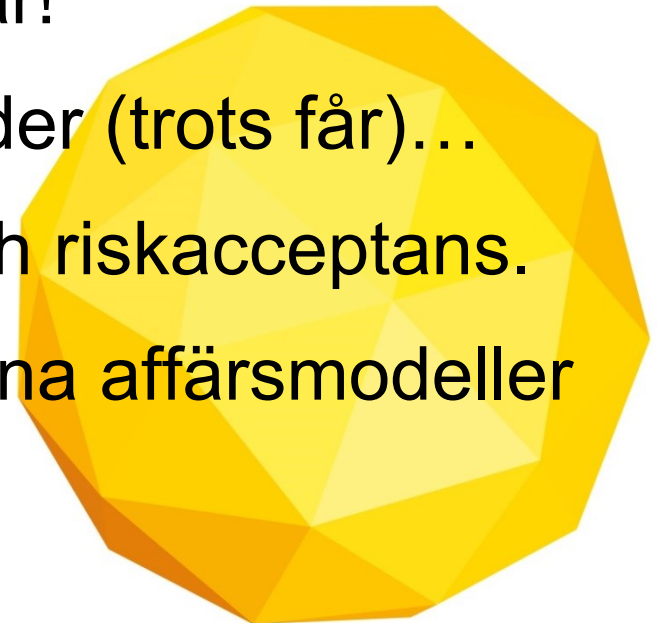 der (trots får)…
h riskacceptans.
na affärsmodeller